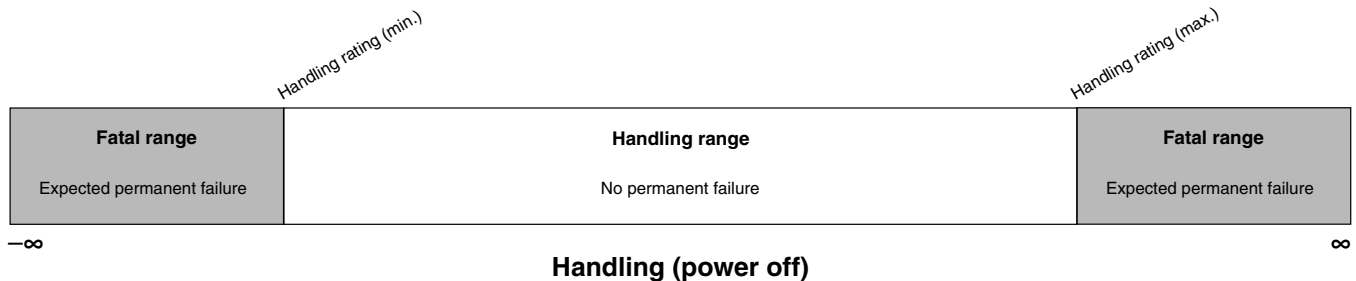 Handling rating (min.)
Handling rating (max.)
Fatal range
Handling range
Fatal range
Expected permanent failure
No permanent failure
Expected permanent failure
–∞
∞
Handling (power off)